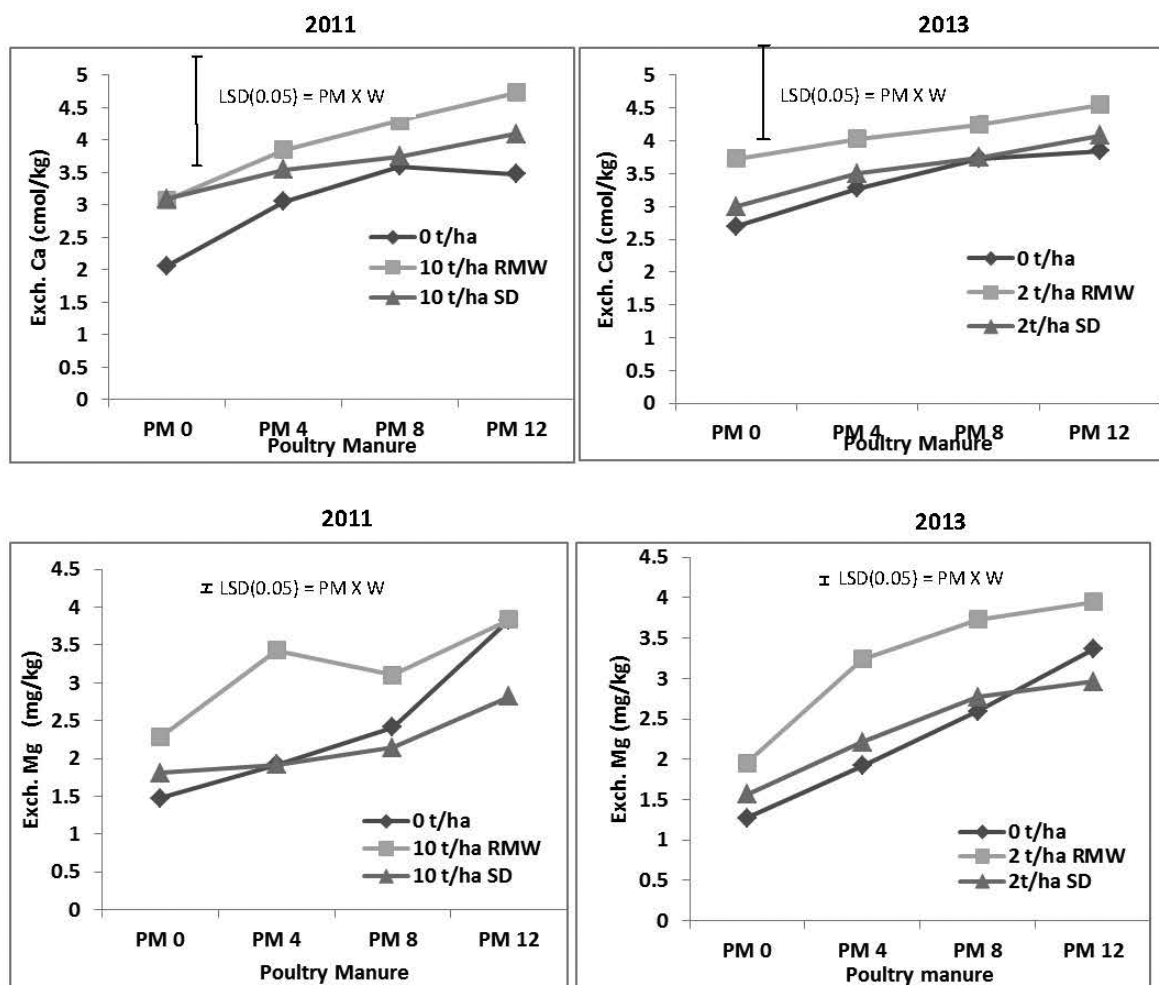 2011
Exch. Ca (cmol/kg)
5
4.5
4
3.5
3
2.5
2
1.5
1
0.5
0
LSD(0.05) = PM X W
0 t/ha
10 t/ha RMW
10 t/ha SD
PM 0 PM 4 PM 8 PM 12
Poultry Manure
2013
Exch. Ca (cmol/kg)
5
4.5
4
3.5
3
2.5
2
1.5
1
0.5
0
LSD(0.05) = PM X W
0 t/ha
2 t/ha RMW
2t/ha SD
PM 0 PM 4 PM 8 PM 12
Poultry Manure
2011
Exch. Mg (mg/kg)
4.5
4
3.5
3
2.5
2
1.5
1
0.5
0
LSD(0.05) = PM X W
0 t/ha
10 t/ha RMW
10 t/ha SD
PM 0 PM 4 PM 8 PM 12
Poultry Manure
2013
Exch. Mg (mg/kg)
4.5
4
3.5
3
2.5
2
1.5
1
0.5
0
LSD(0.05) = PM X W
0 t/ha
2 t/ha RMW
2t/ha SD
PM 0 PM 4 PM 8 PM 12
Poultry manure